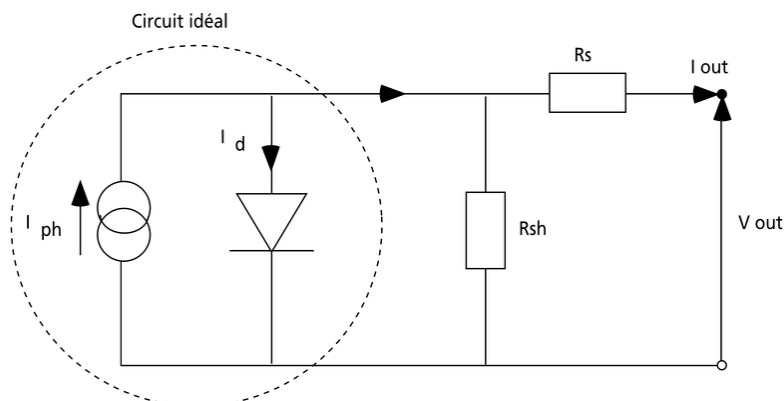 Circuit idéal
Rs
I out
I d
I ph
Rsh
V out